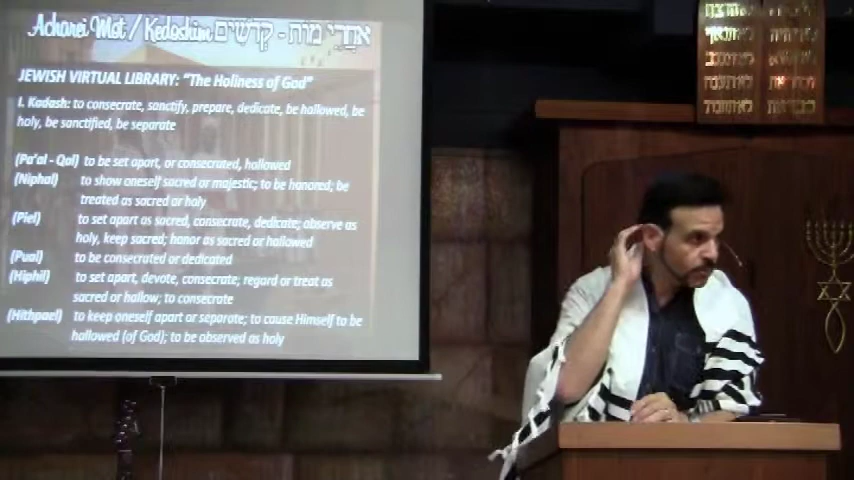 Acharei Mot / Kedoshim אחרי מות - קדשים
JEWISH VIRTUAL LIBRARY: "The Holiness of God"
I. Kadash: to consecrate, sanctify, prepare, dedicate, be hallowed, be
holy, be sanctified, be separate
(Pa'al - Qal) to be set apart, or consecrated, hallowed
(Niphal) to show oneself sacred or majestic; to be honored; be
treated as sacred or holy
(Piel) to set apart as sacred, consecrate, dedicate; observe as
holy, keep sacred; honor as sacred or hallowed
(Pual) to be consecrated or dedicated
(Hiphil) to set apart, devote, consecrate; regard or treat as
sacred or hallow; to consecrate
(Hithpael) to keep oneself apart or separate; to cause Himself to be
hallowed (of God); to be observed as holy